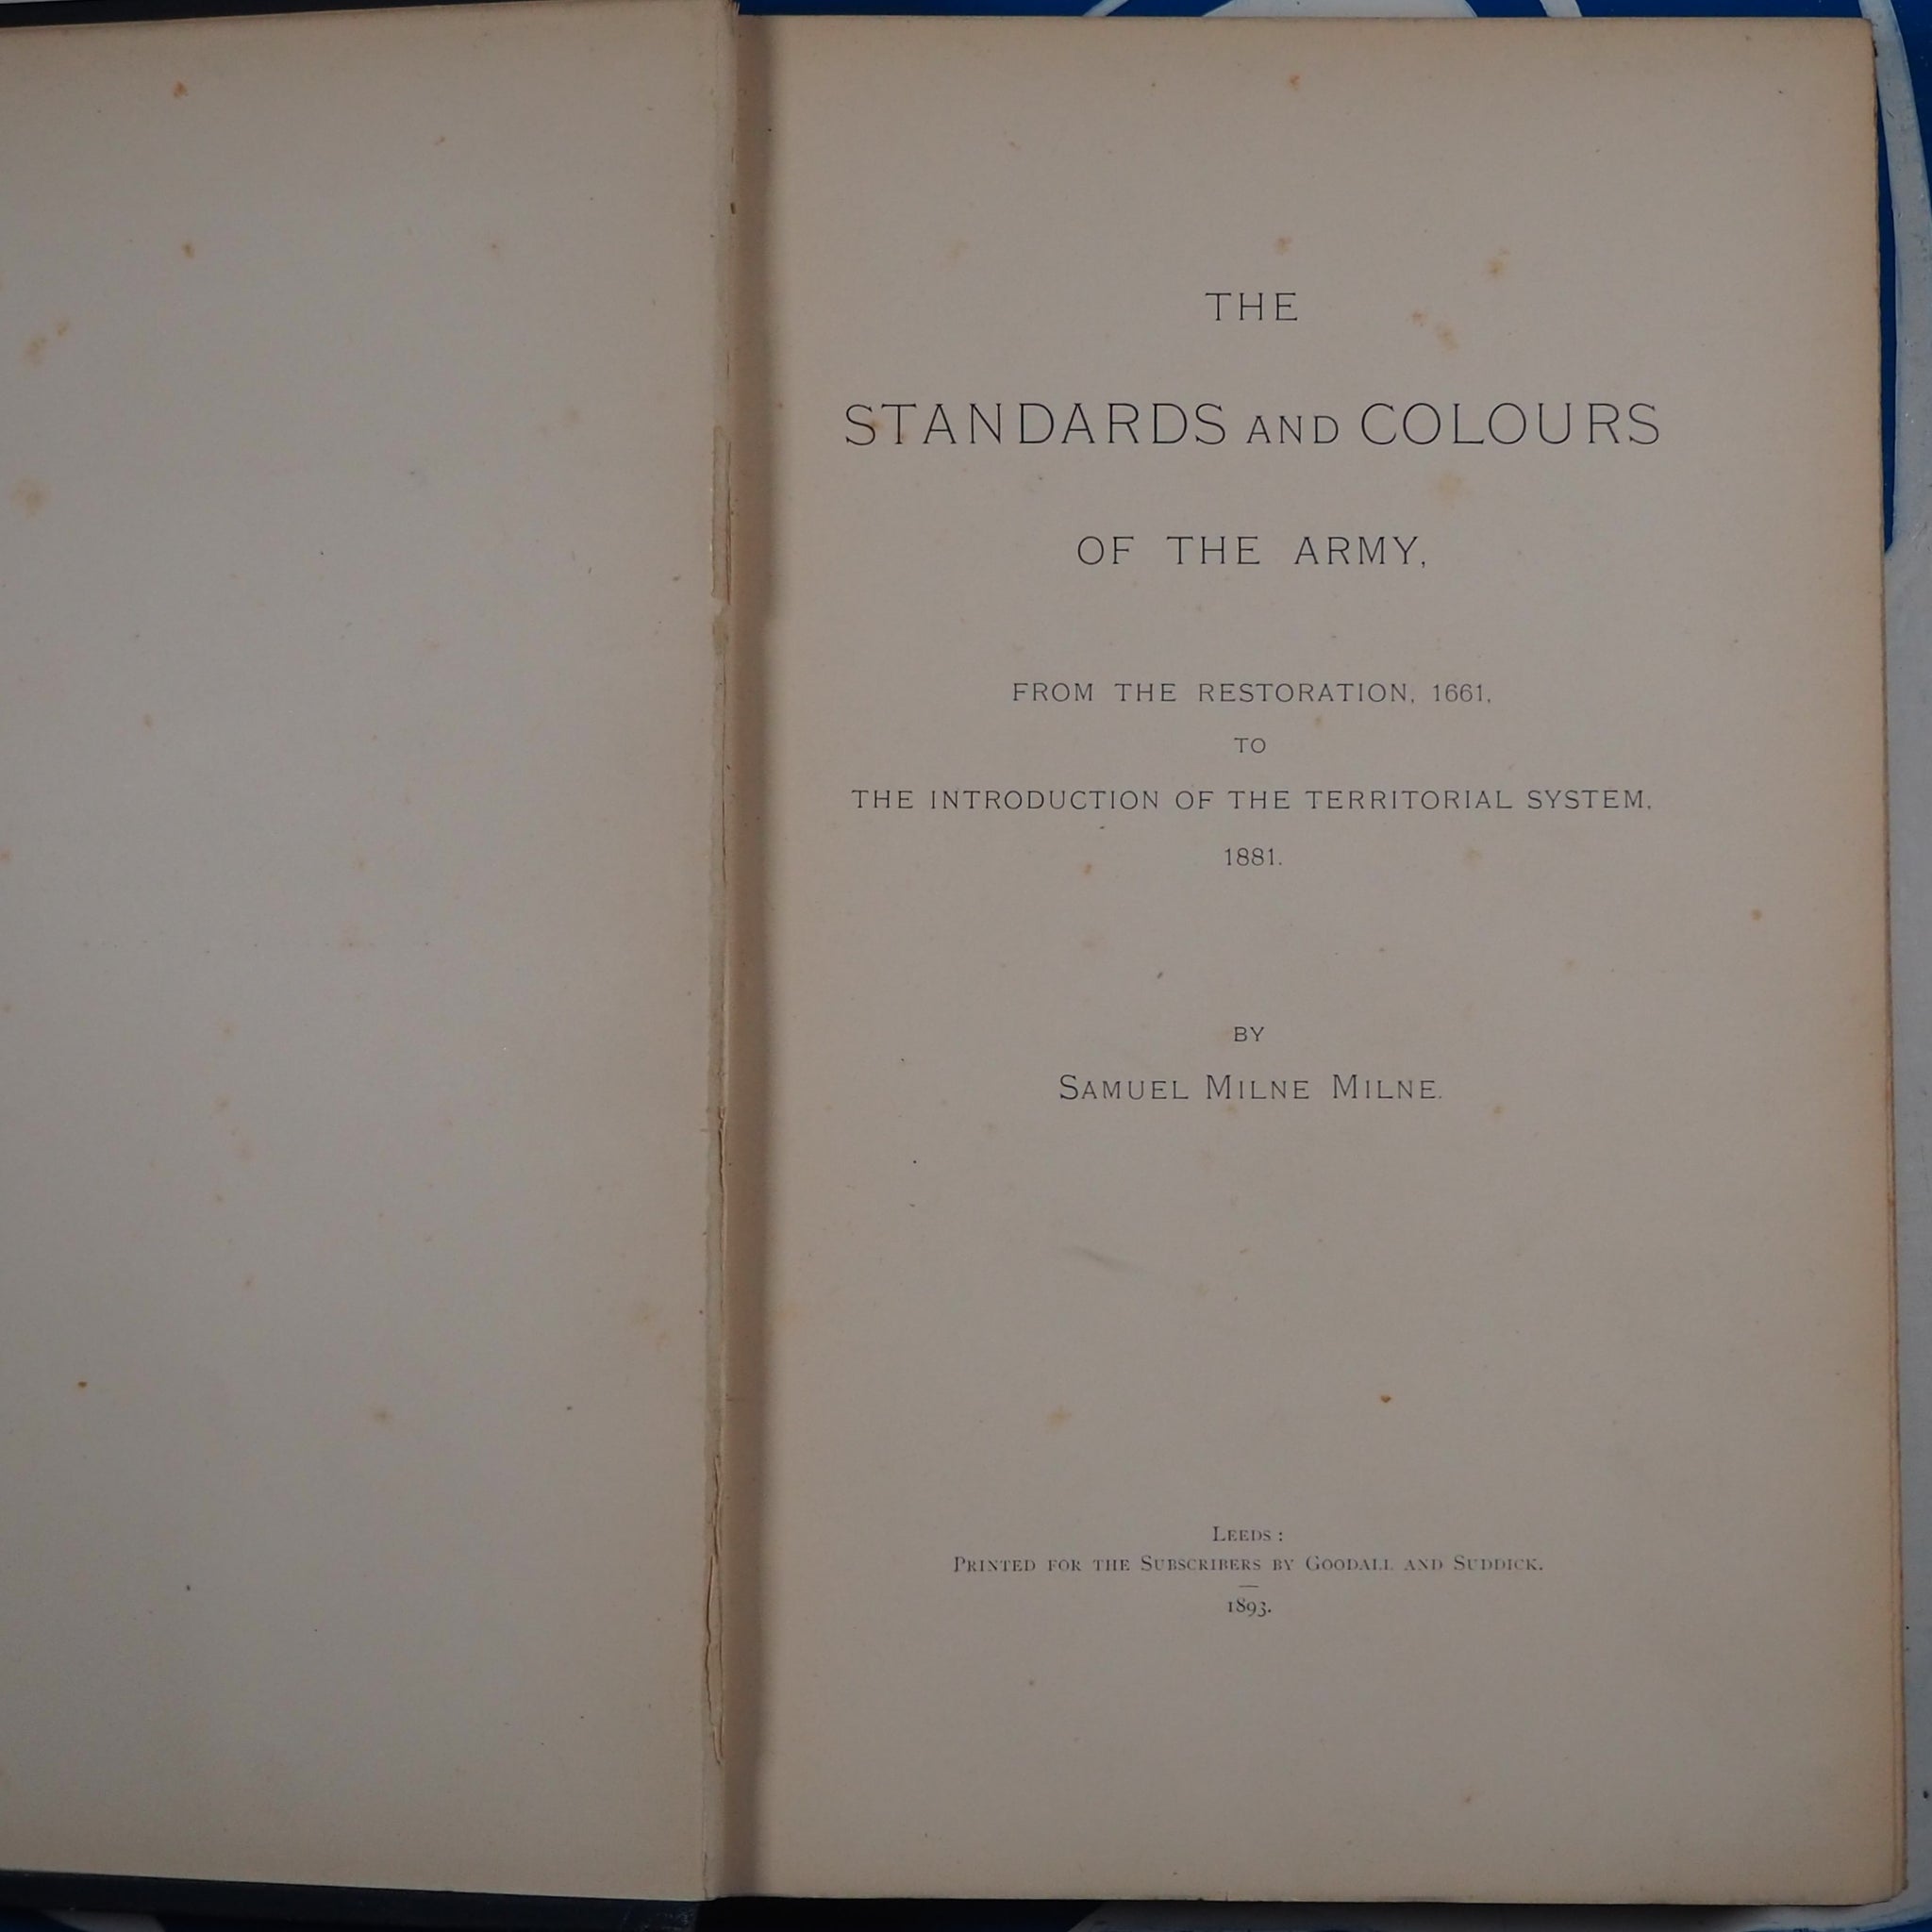 THE
STANDARDS AND COLOURS
OF THE ARMY,
FROM THE RESTORATION, 1661,
TO
THE INTRODUCTION OF THE TERRITORIAL SYSTEM,
1881.
BY
SAMUEL MILNE MILNE.
LEEDS:
PRINTED FOR THE SUBSCRIBERS BY GOODALL AND SUDDICK.
1893.